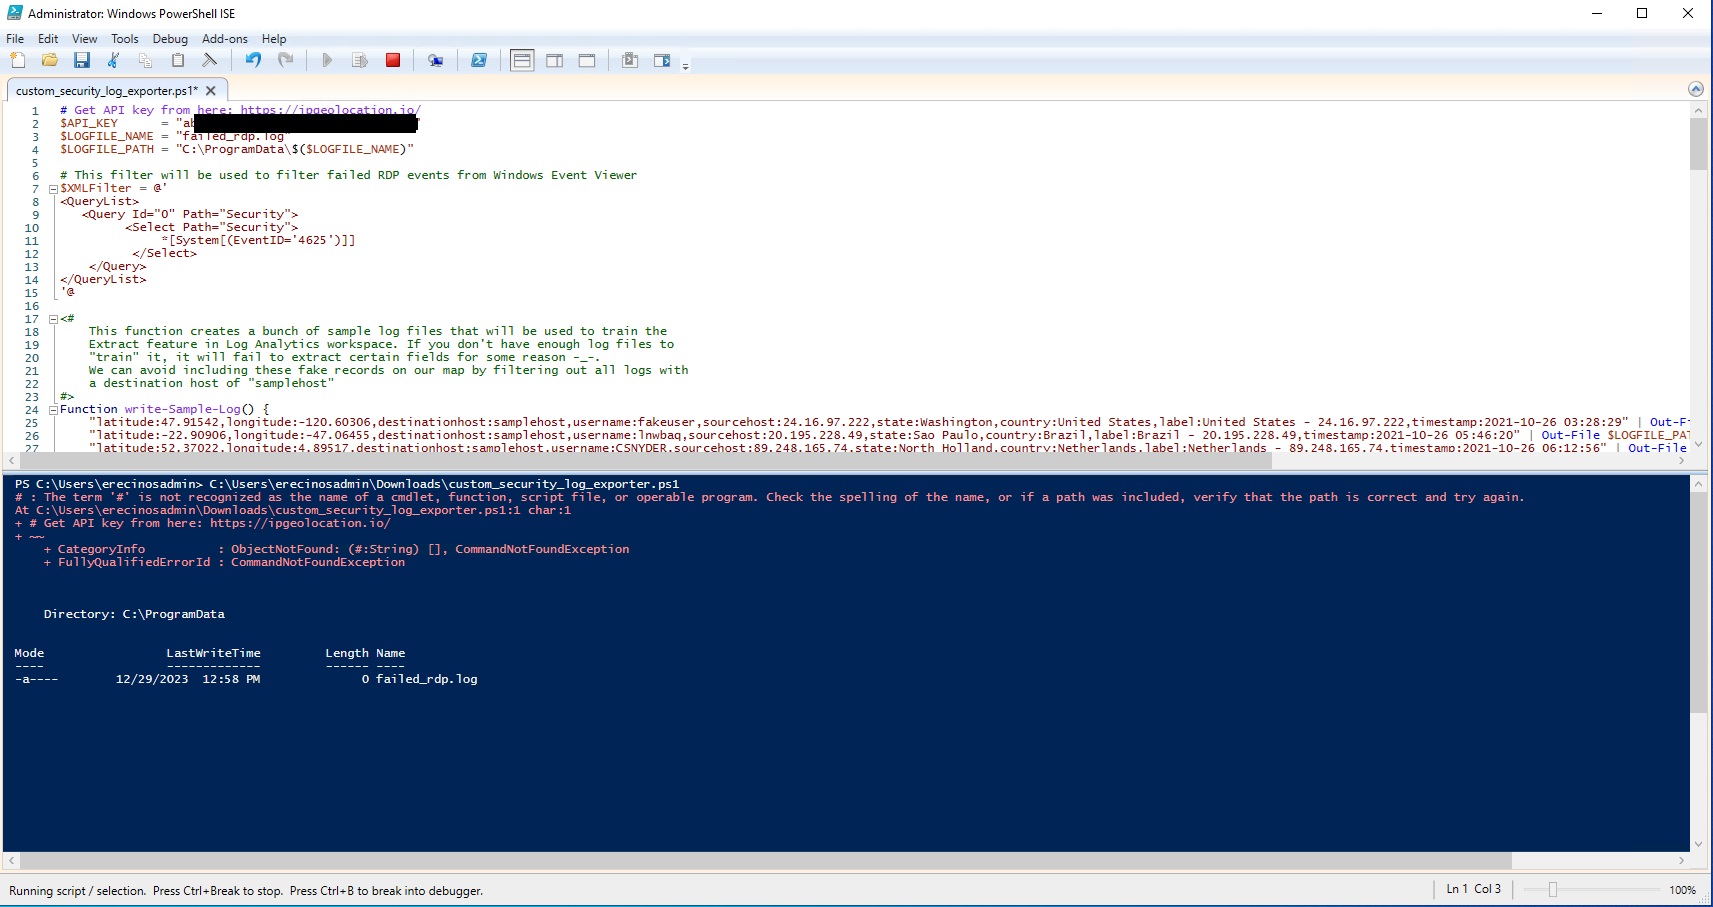 Administrator: Windows PowerShell ISE
File Edit View Tools Debug Add-ons Help
custom_security_log_exporter.ps1*
1 # Get API key from here: https://ipgeolocation.io/
2 $API_KEY = "ab
3 $LOGFILE_NAME = "failed_rdp.log"
4 $LOGFILE_PATH = "C:\ProgramData\$($LOGFILE_NAME)"
5
6 # This filter will be used to filter failed RDP events from Windows Event Viewer
7 $XMLFilter = @'
8 <QueryList>
9 <Query Id="0" Path="Security">
10 <Select Path="Security">
11 *[System[(EventID='4625')]]
12 </Select>
13 </Query>
14 </QueryList>
15 '@
16
17 <#
18 This function creates a bunch of sample log files that will be used to train the
19 Extract feature in Log Analytics workspace. If you don't have enough log files to
20 "train" it, it will fail to extract certain fields for some reason -_-.
21 We can avoid including these fake records on our map by filtering out all logs with
22 a destination host of "samplehost"
23 #>
24 Function write-Sample-Log() {
25 "latitude:47.91542,longitude:-120.60306,destinationhost:samplehost,username:fakeuser,sourcehost:24.16.97.222,state:Washington,country:United States,label:United States - 24.16.97.222,timestamp:2021-10-26 03:28:29" | Out-Fi
26 "latitude:-22.90906,longitude:-47.06455,destinationhost:samplehost,username:lnwbaq,sourcehost:20.195.228.49,state:Sao Paulo,country:Brazil,label:Brazil - 20.195.228.49,timestamp:2021-10-26 05:46:20" | Out-File $LOGFILE_PAT
27 "latitude:52.37022,longitude:4.89517,destinationhost:samplehost,username:CSNYDER,sourcehost:89.248.165.74,state:North Holland,country:Netherlands,label:Netherlands - 89.248.165.74,timestamp:2021-10-26 06:12:56" | Out-File
PS C:\Users\erecinosadmin> C:\Users\erecinosadmin\Downloads\custom_security_log_exporter.ps1
# : The term '#' is not recognized as the name of a cmdlet, function, script file, or operable program. Check the spelling of the name, or if a path was included, verify that the path is correct and try again.
At C:\Users\erecinosadmin\Downloads\custom_security_log_exporter.ps1:1 char:1
+ # Get API key from here: https://ipgeolocation.io/
+ ~~
+ CategoryInfo : ObjectNotFound: (#:String) [], CommandNotFoundException
+ FullyQualifiedErrorId : CommandNotFoundException
Directory: C:\ProgramData
Mode LastWriteTime Length Name
---- ------------- ------ ----
-a---- 12/29/2023 12:58 PM 0 failed_rdp.log
Running script / selection. Press Ctrl+Break to stop. Press Ctrl+B to break into debugger.
Ln 1 Col 3
100%